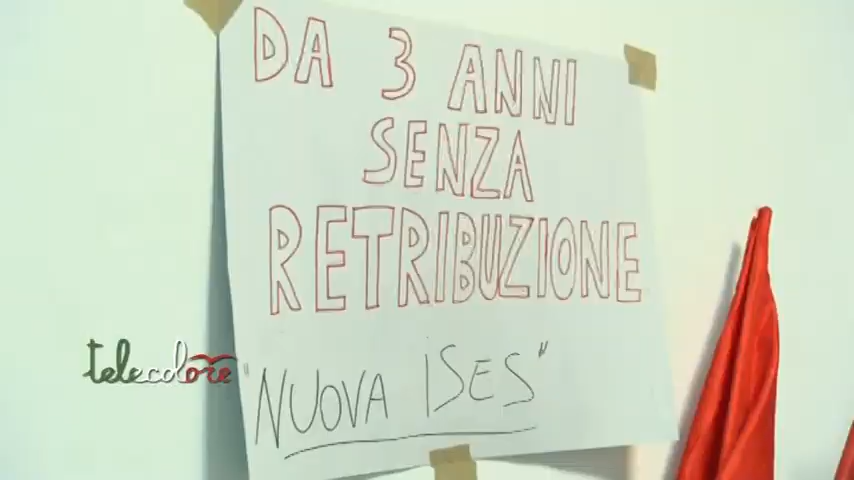 DA 3 ANNI
SENZA
RETRIBUZIONE
"NUOVA ISES"
telecolore